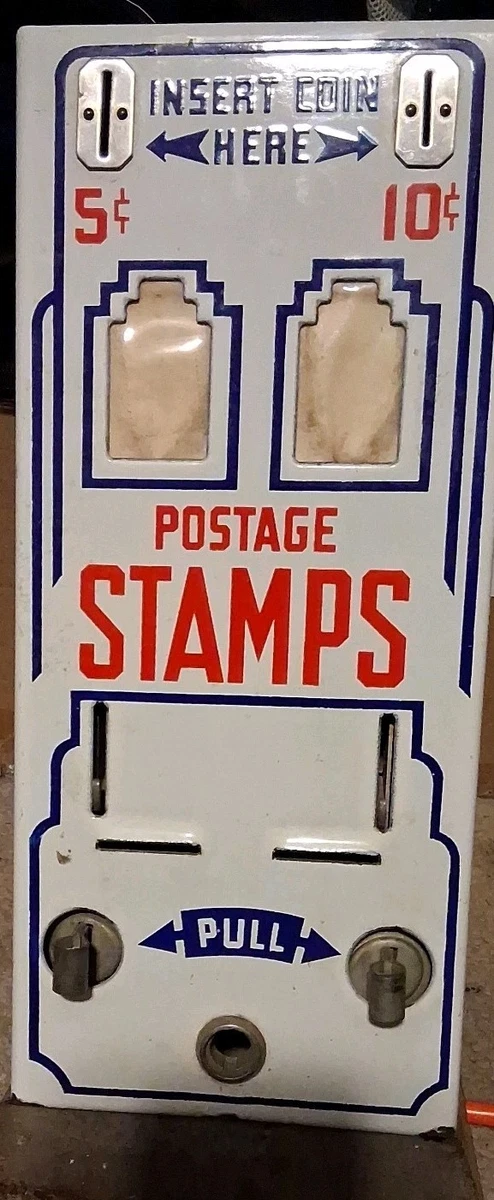 INSERT COIN
HERE
5¢ 10¢
POSTAGE
STAMPS
PULL